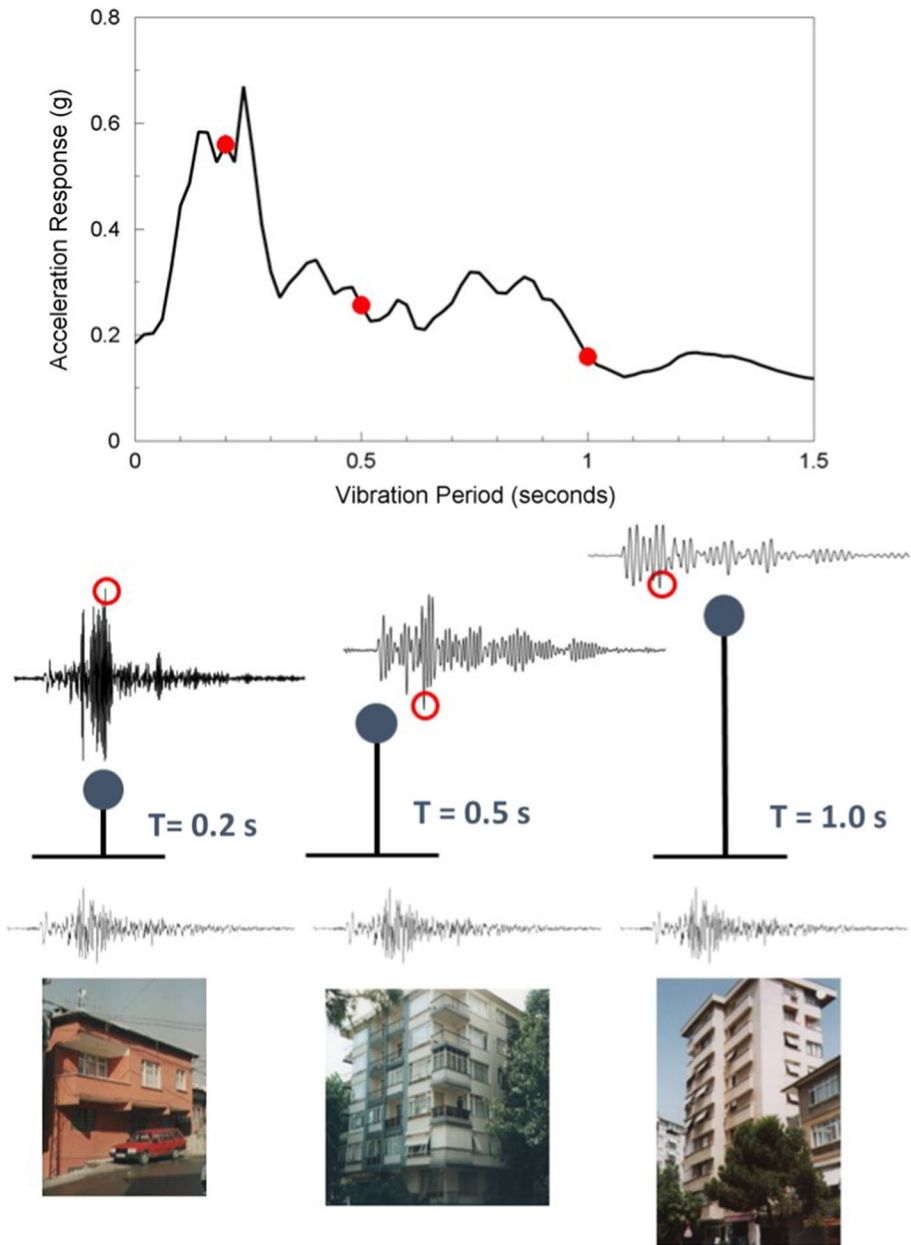 0.8
0.6
0.4
0.2
0
Acceleration Response (g)
0
0.5
1
1.5
Vibration Period (seconds)
T= 0.2 s
T = 0.5 s
T = 1.0 s